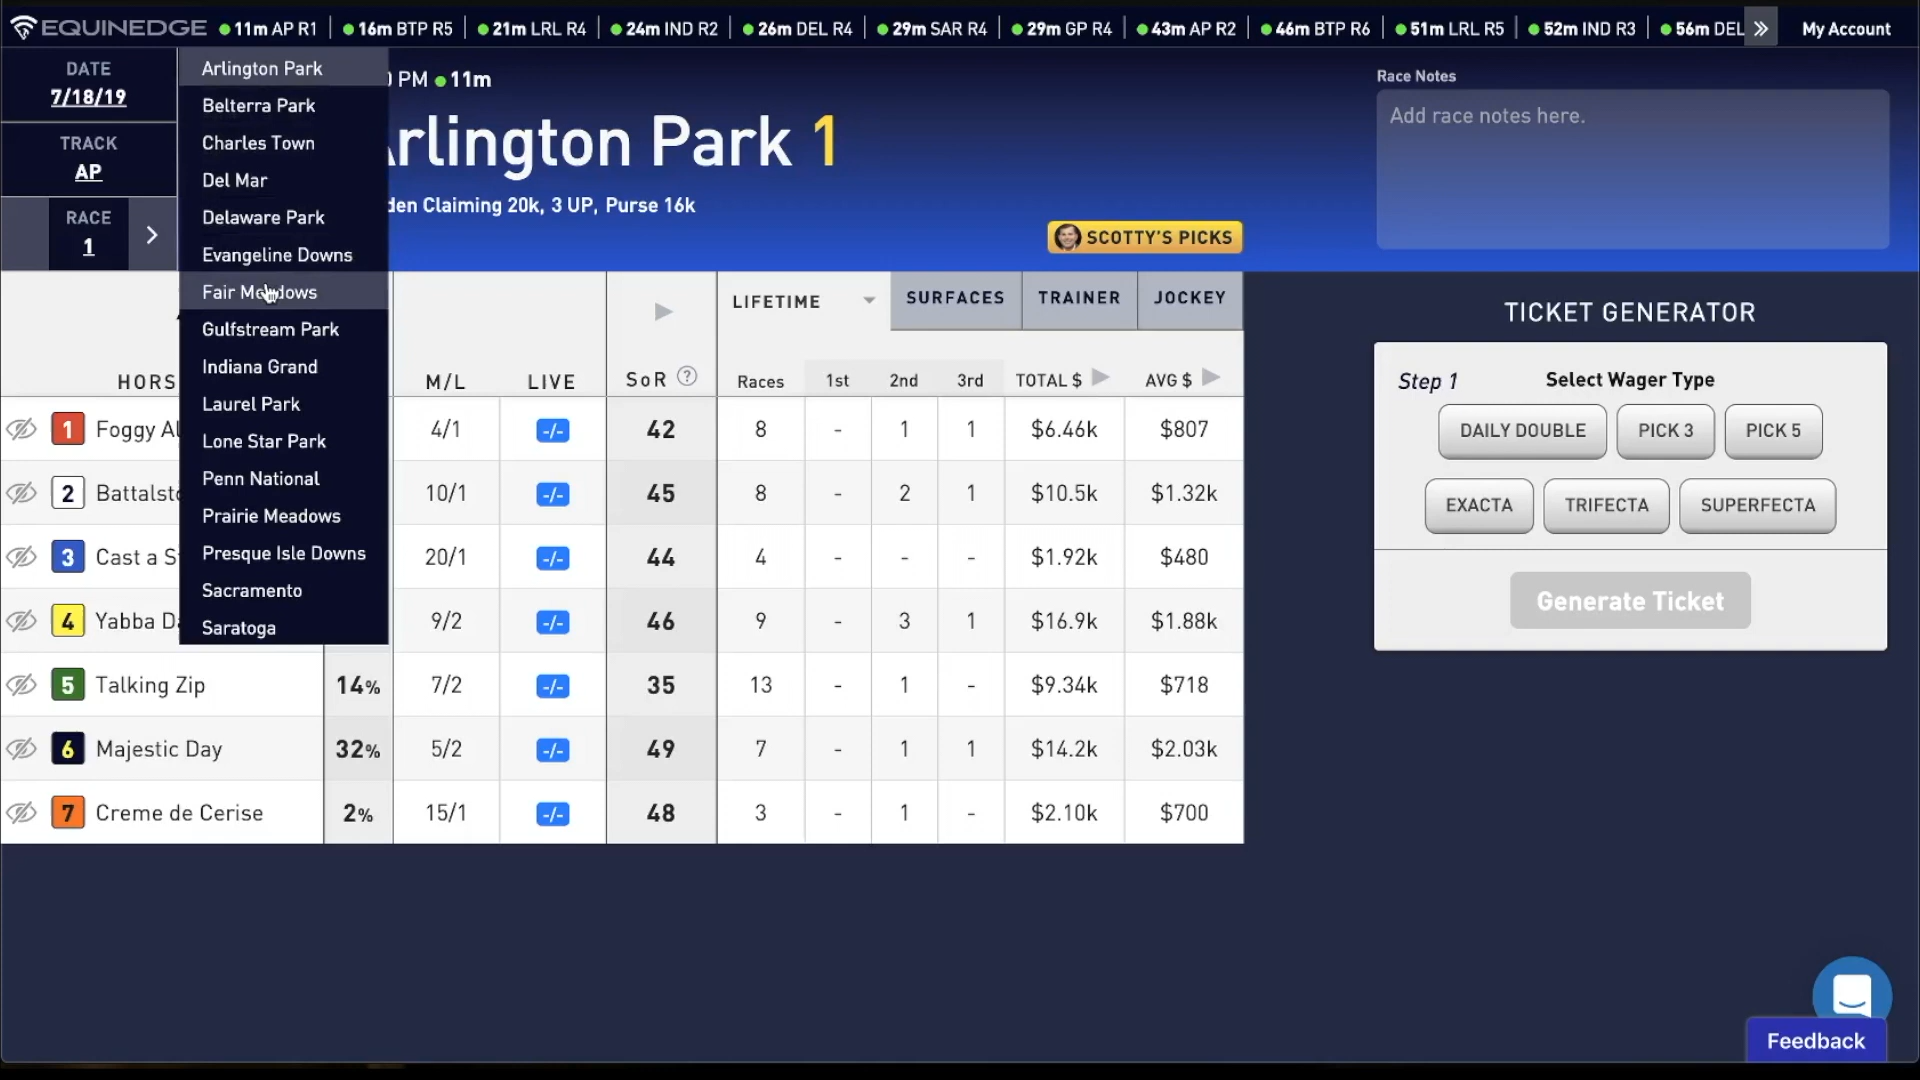 EQUINEDGE 11m AP R1 16m BTP R5 21m LRL R4 24m IND R2 26m DEL R4 29m SAR R4 29m GP R4 43m AP R2 46m BTP R6 51m LRL R5 52m IND R3 56m DEL My Account
DATE
7/18/19
TRACK
AP
RACE
1
Arlington Park
Belterra Park
Charles Town
Del Mar
Delaware Park
Evangeline Downs
Fair Meadows
Gulfstream Park
Indiana Grand
Laurel Park
Lone Star Park
Penn National
Prairie Meadows
Presque Isle Downs
Sacramento
Saratoga
PM 11m
Arlington Park 1
den Claiming 20k, 3 UP, Purse 16k
SCOTTY'S PICKS
Race Notes
Add race notes here.
LIFETIME SURFACES TRAINER JOCKEY
HORS M/L LIVE SoR ? Races 1st 2nd 3rd TOTAL $ AVG $
1 Foggy Al 4/1 -/- 42 8 - 1 1 $6.46k $807
2 Battalsto 10/1 -/- 45 8 - 2 1 $10.5k $1.32k
3 Cast a S 20/1 -/- 44 4 - - - $1.92k $480
4 Yabba Da 9/2 -/- 46 9 - 3 1 $16.9k $1.88k
5 Talking Zip 14% 7/2 -/- 35 13 - 1 - $9.34k $718
6 Majestic Day 32% 5/2 -/- 49 7 - 1 1 $14.2k $2.03k
7 Creme de Cerise 2% 15/1 -/- 48 3 - 1 - $2.10k $700
TICKET GENERATOR
Step 1 Select Wager Type
DAILY DOUBLE PICK 3 PICK 5
EXACTA TRIFECTA SUPERFECTA
Generate Ticket
Feedback